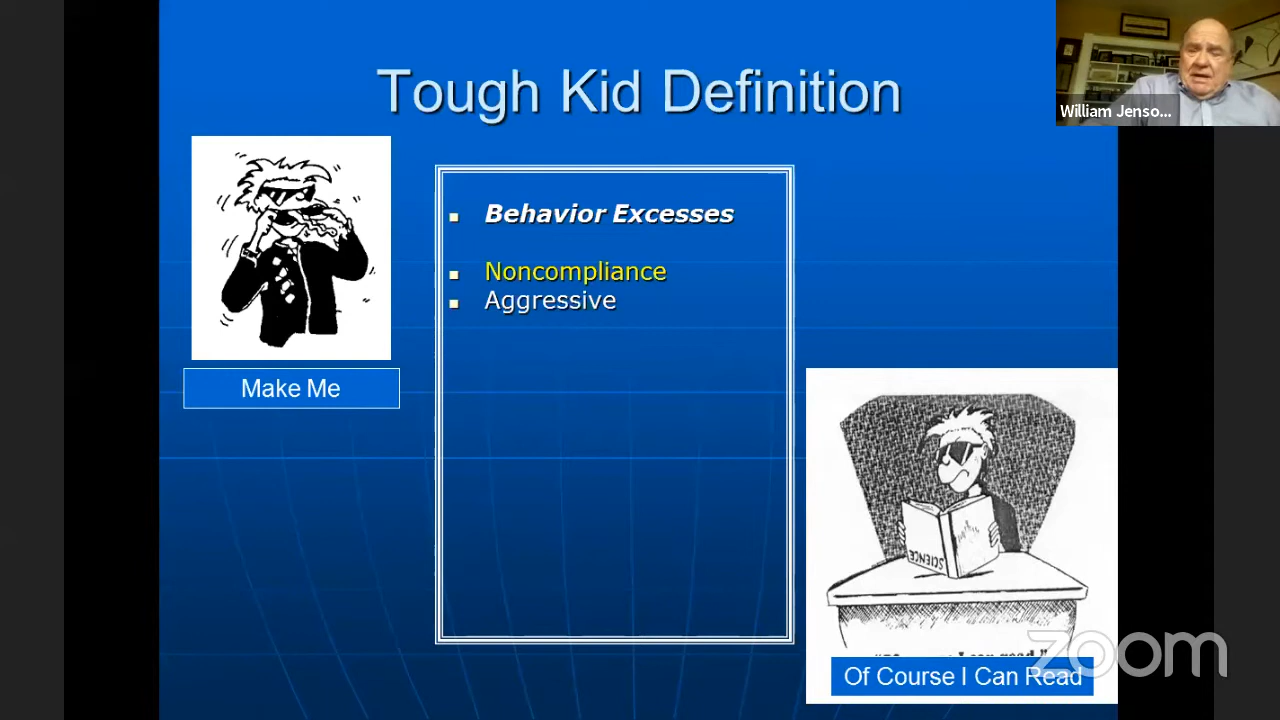 Tough Kid Definition
William Jenso...
Behavior Excesses
Noncompliance
Aggressive
Make Me
SCIENCE
Of Course I Can Read
zoom